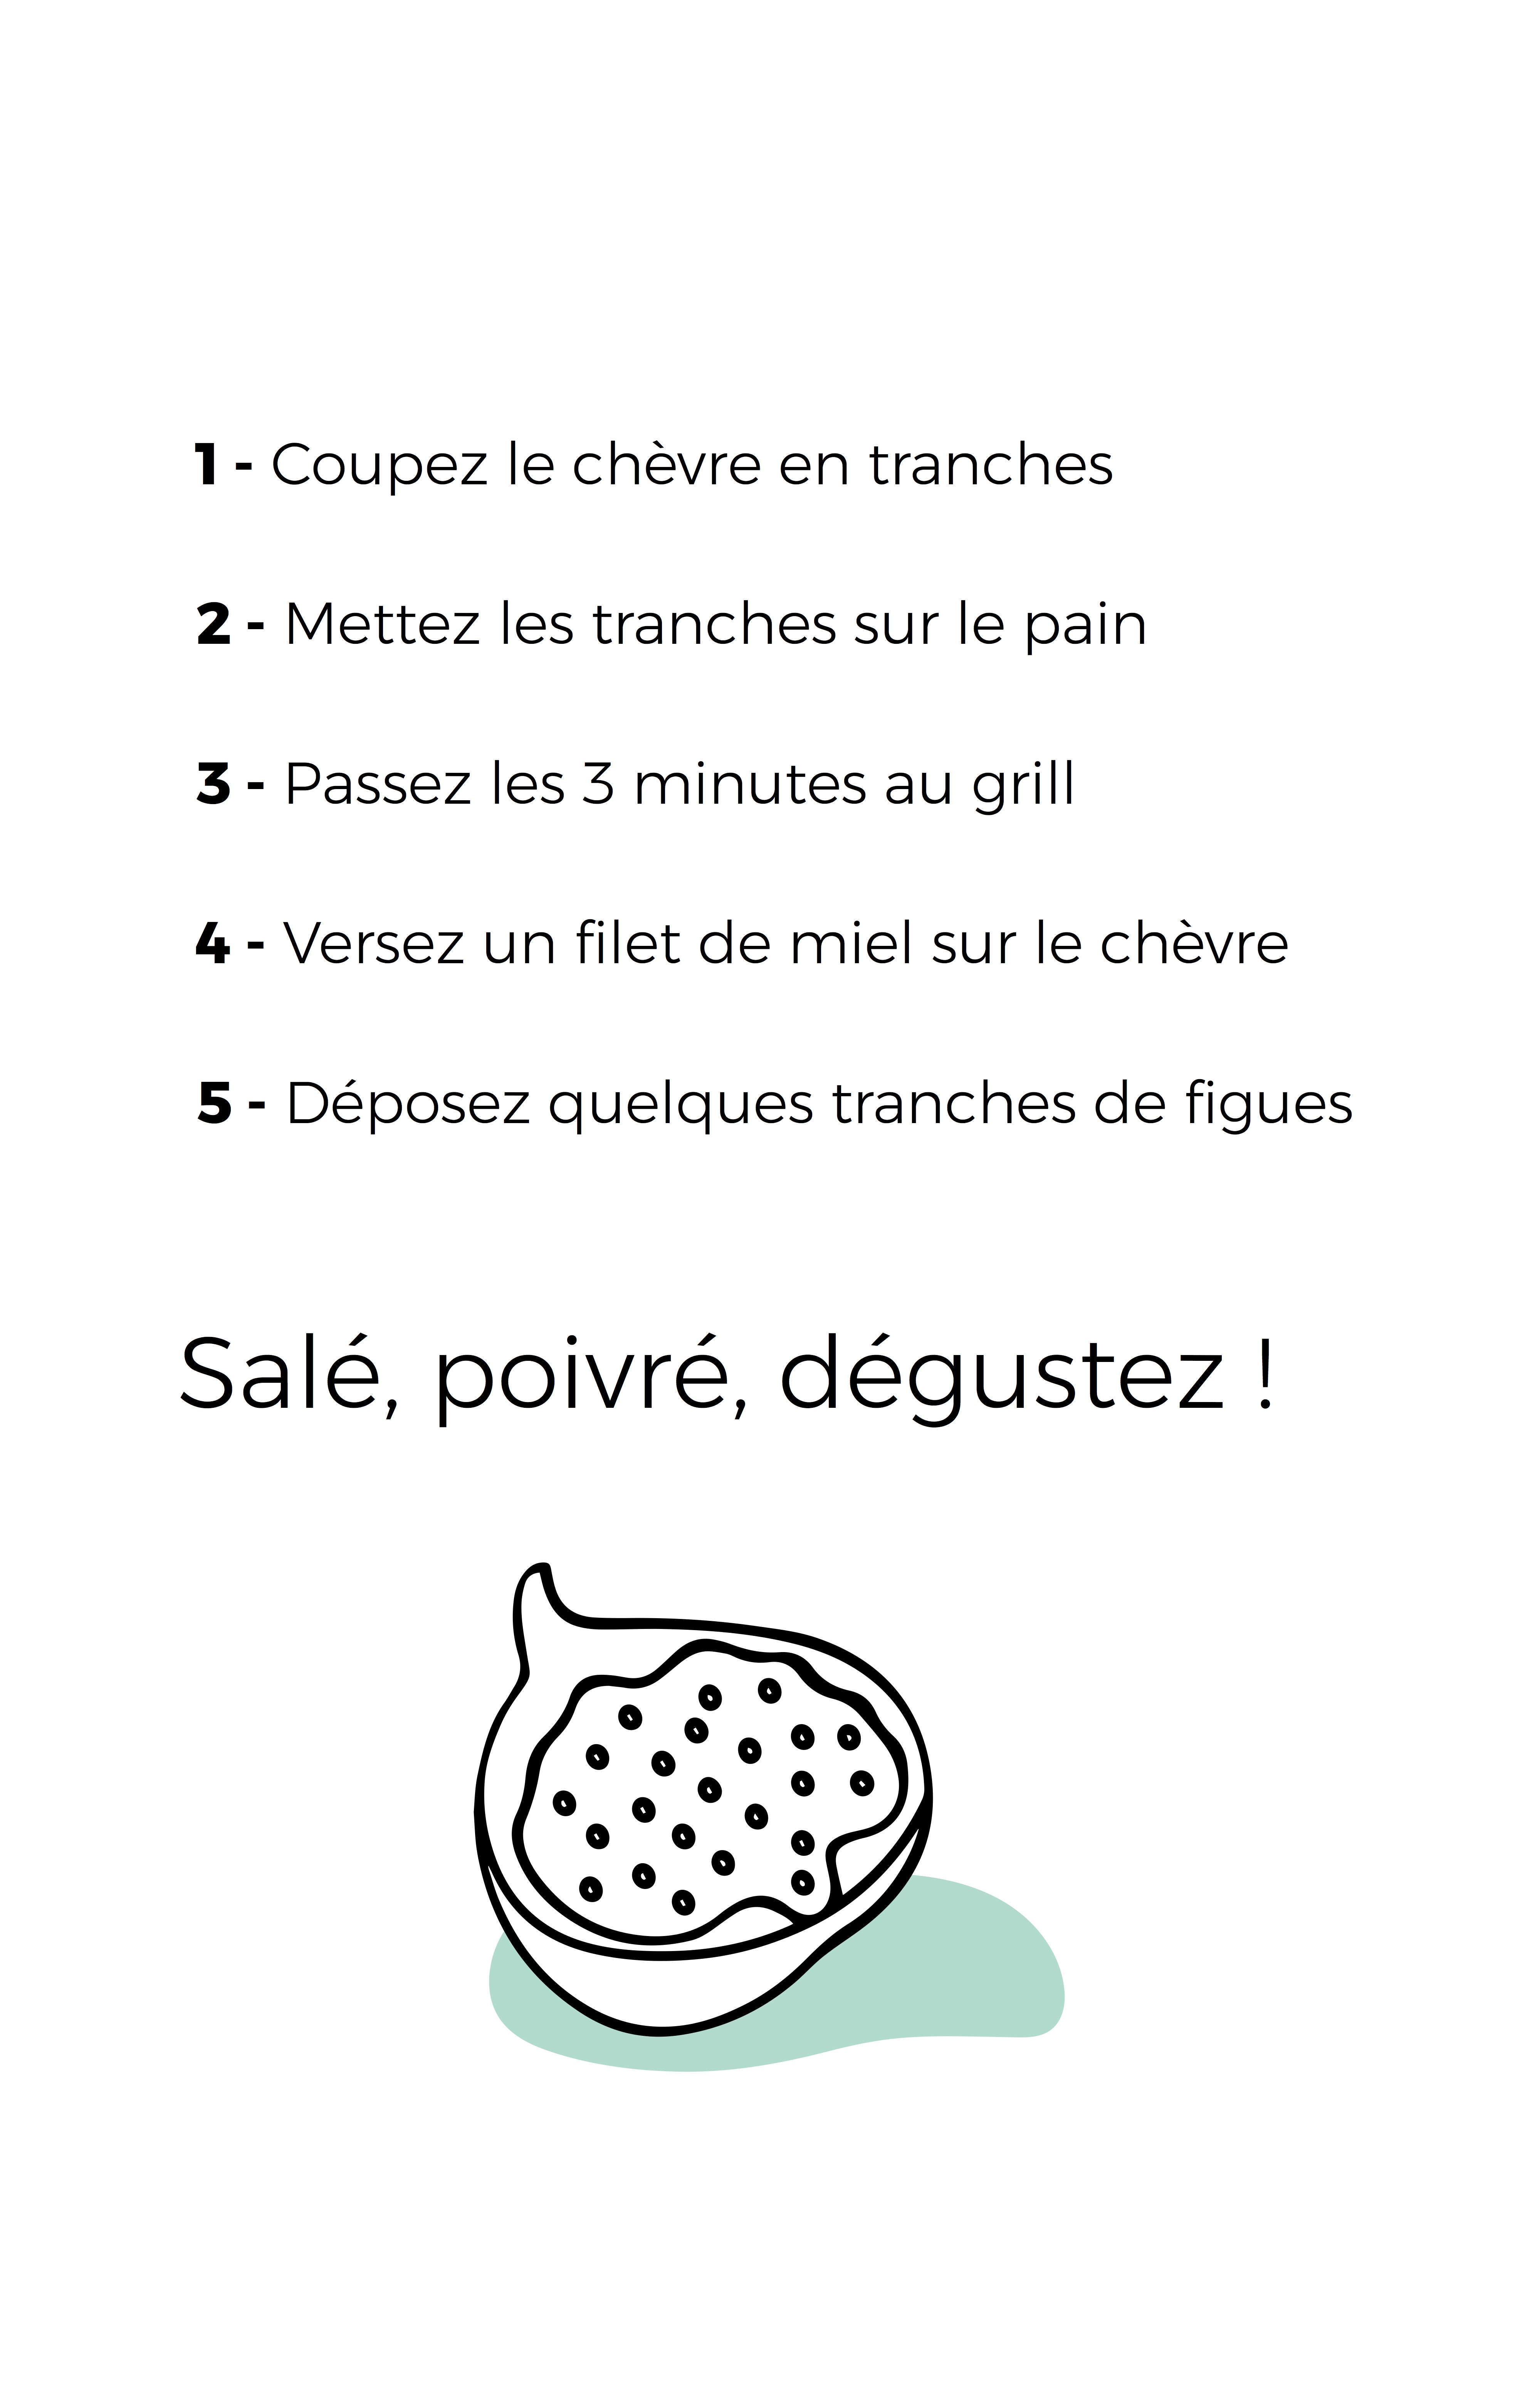 1 - Coupez le chèvre en tranches
2 - Mettez les tranches sur le pain
3 - Passez les 3 minutes au grill
4 - Versez un filet de miel sur le chèvre
5 - Déposez quelques tranches de figues
Salé, poivré, dégustez !